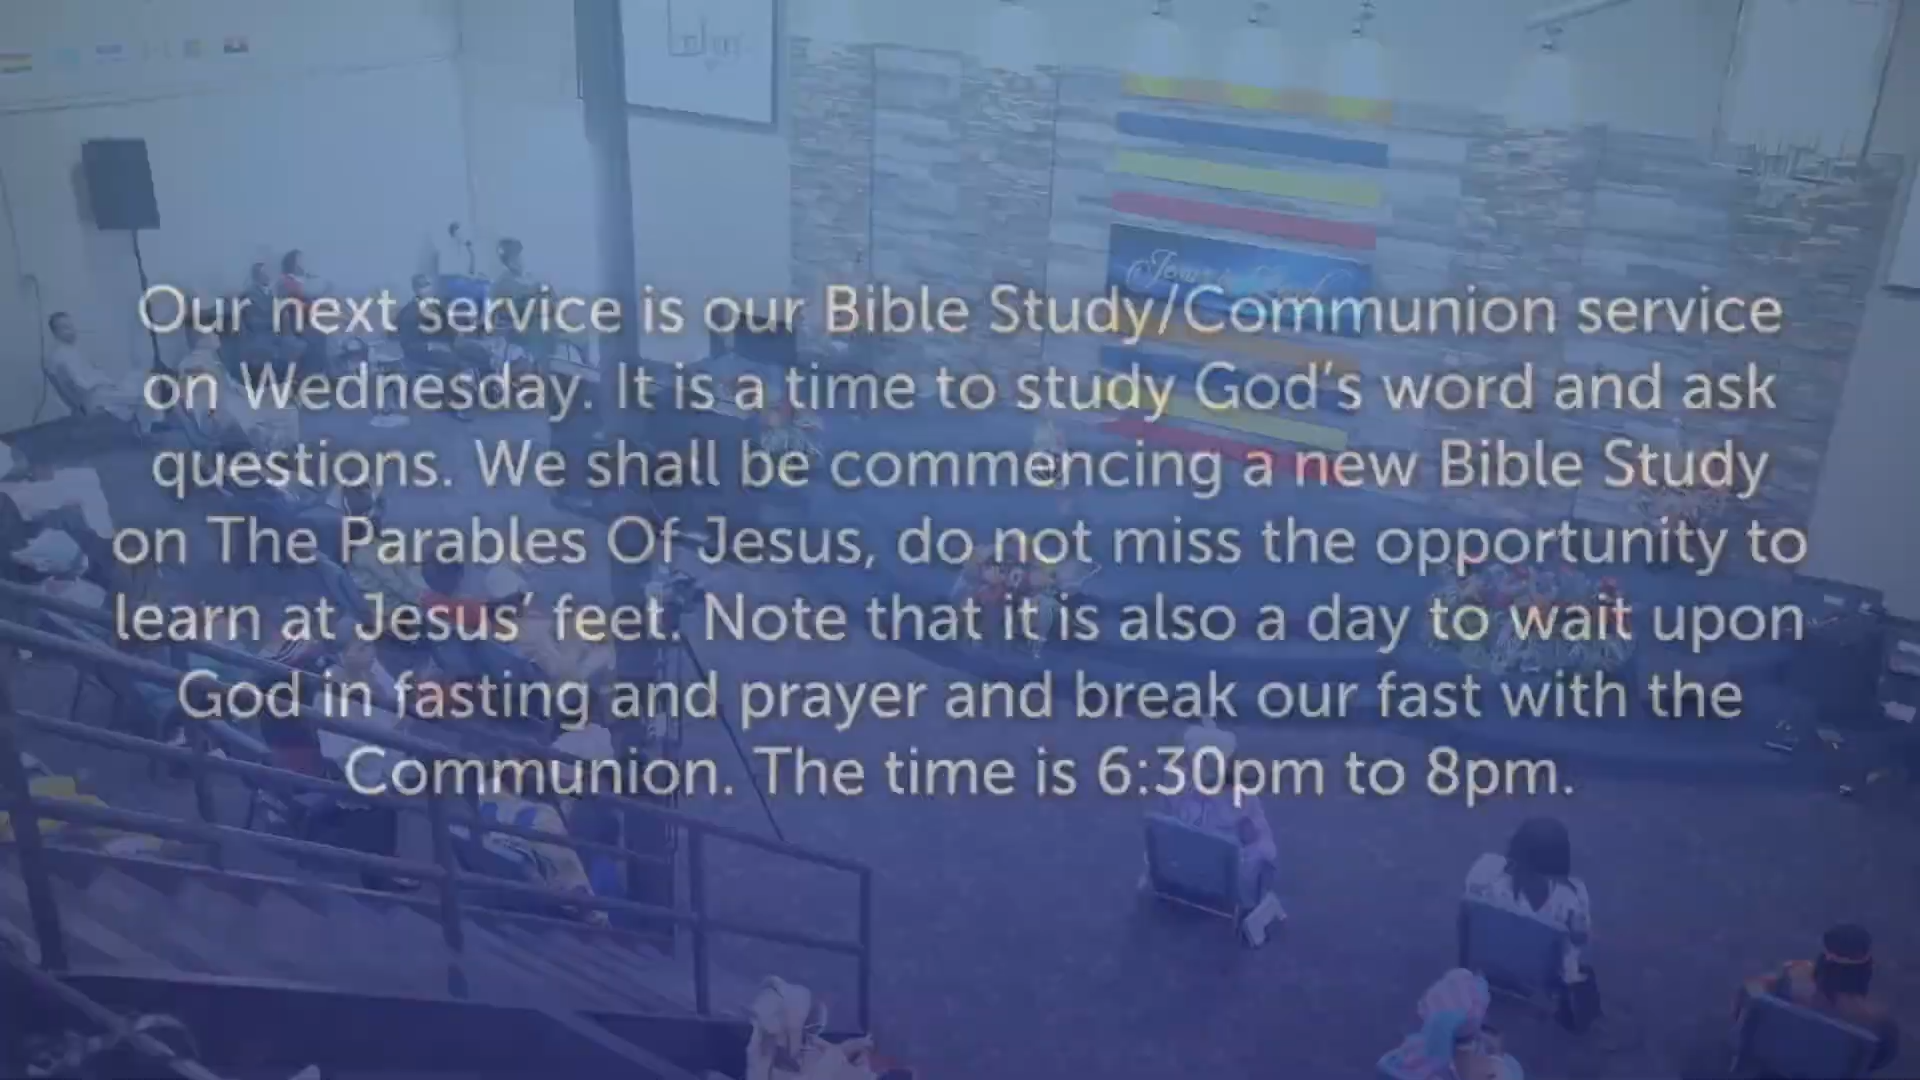 Our next service is our Bible Study/Communion service
on Wednesday. It is a time to study God's word and ask
questions. We shall be commencing a new Bible Study
on The Parables Of Jesus, do not miss the opportunity to
learn at Jesus' feet. Note that it is also a day to wait upon
God in fasting and prayer and break our fast with the
Communion. The time is 6:30pm to 8pm.